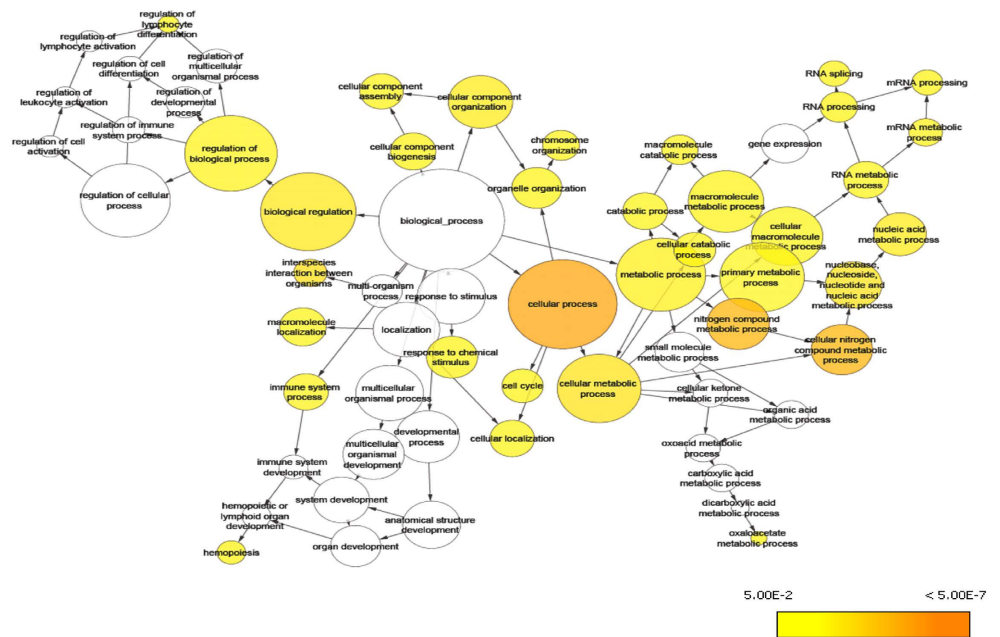 regulation of
lymphocyte
differentiation
regulation of
lymphocyte activation
regulation of cell
differentiation
regulation of
multicellular
organismal process
regulation of
leukocyte activation
regulation of
developmental
process
regulation of immune
system process
regulation of cell
activation
regulation of
biological process
regulation of cellular
process
biological regulation
cellular component
assembly
cellular component
organization
cellular component
biogenesis
chromosome
organization
organelle organization
biological_process
interspecies
interaction between
organisms
multi-organism
process
response to stimulus
macromolecule
localization
localization
response to chemical
stimulus
cellular process
cell cycle
cellular localization
immune system
process
multicellular
organismal process
developmental
process
multicellular
organismal
development
immune system
development
system development
hemopoietic or
lymphoid organ
development
anatomical structure
development
organ development
hemopoiesis
RNA splicing
mRNA processing
RNA processing
mRNA metabolic
process
gene expression
macromolecule
catabolic process
RNA metabolic
process
macromolecule
metabolic process
catabolic process
cellular
macromolecule
metabolic process
nucleic acid
metabolic process
cellular catabolic
process
metabolic process
primary metabolic
process
nucleobase,
nucleoside,
nucleotide and
nucleic acid
metabolic process
nitrogen compound
metabolic process
cellular nitrogen
compound metabolic
process
small molecule
metabolic process
cellular metabolic
process
cellular ketone
metabolic process
organic acid
metabolic process
oxoacid metabolic
process
carboxylic acid
metabolic process
dicarboxylic acid
metabolic process
oxaloacetate
metabolic process
5.00E-2
< 5.00E-7